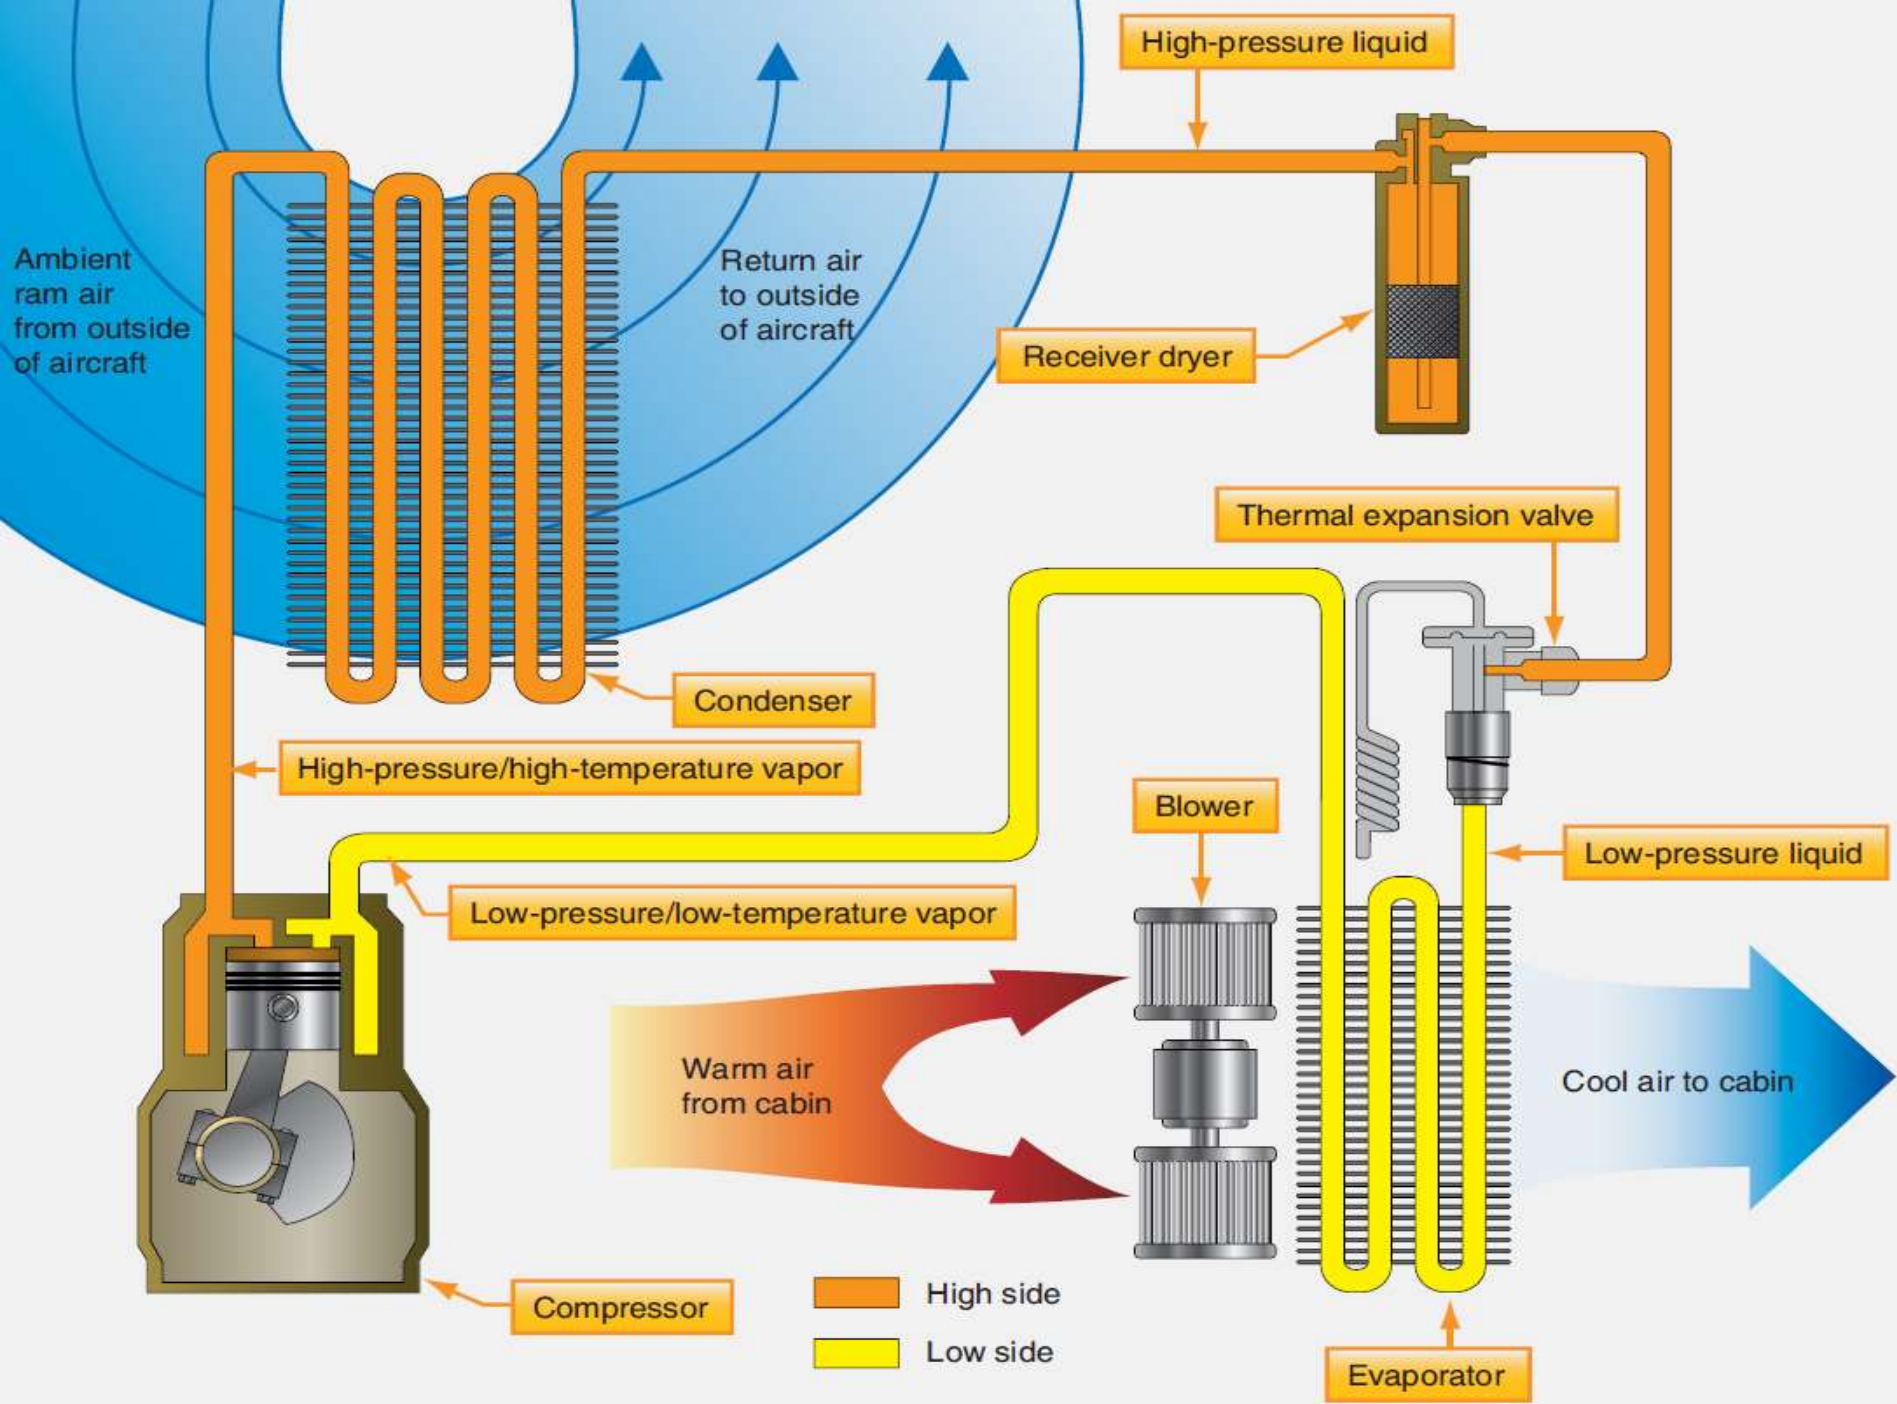 High-pressure liquid
Ambient
ram air
from outside
of aircraft
Return air
to outside
of aircraft
Receiver dryer
Thermal expansion valve
Condenser
High-pressure/high-temperature vapor
Blower
Low-pressure liquid
Low-pressure/low-temperature vapor
Warm air
from cabin
Cool air to cabin
Compressor
High side
Low side
Evaporator